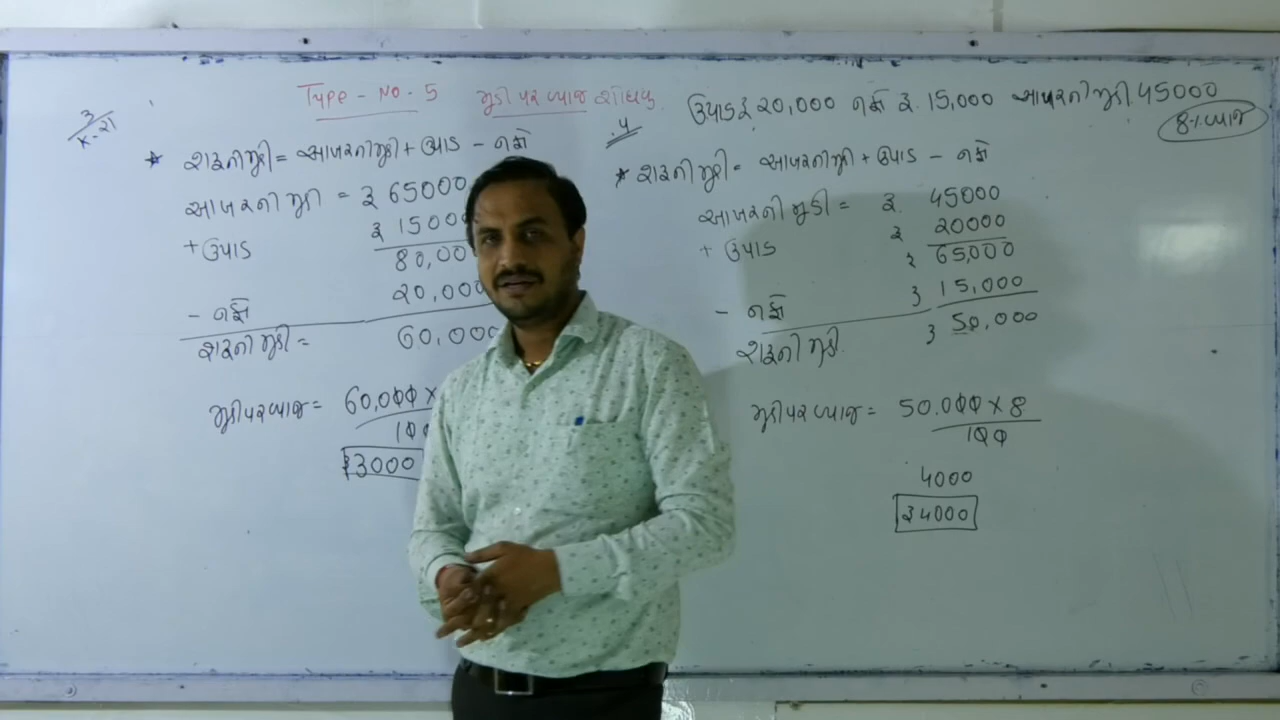 Type - No - 5 મૂડી પર વ્યાજ શોધવુ
ઉપાડ ₹ 20,000 નફો ₹. 15,000 આખરની મૂડી 45000
8% વ્યાજ
* શરૂની મૂડી = આખરની મૂડી + ઉપાડ - નફો
આખરની મૂડી = ₹ 65000
+ ઉપાડ ₹ 15000
80,00
- નફો 20,000
શરૂની મૂડી = 60,000
મૂડી પર વ્યાજ = 60,000 ×
100
₹3000
.4
* શરૂની મૂડી = આખરની મૂડી + ઉપાડ - નફો
આખરની મૂડી = ₹. 45000
+ ઉપાડ ₹ 20000
₹ 65,000
- નફો ₹ 15,000
શરૂની મૂડી. ₹ 50,000
મૂડી પર વ્યાજ = 50.000 × 8
100
4000
₹4000